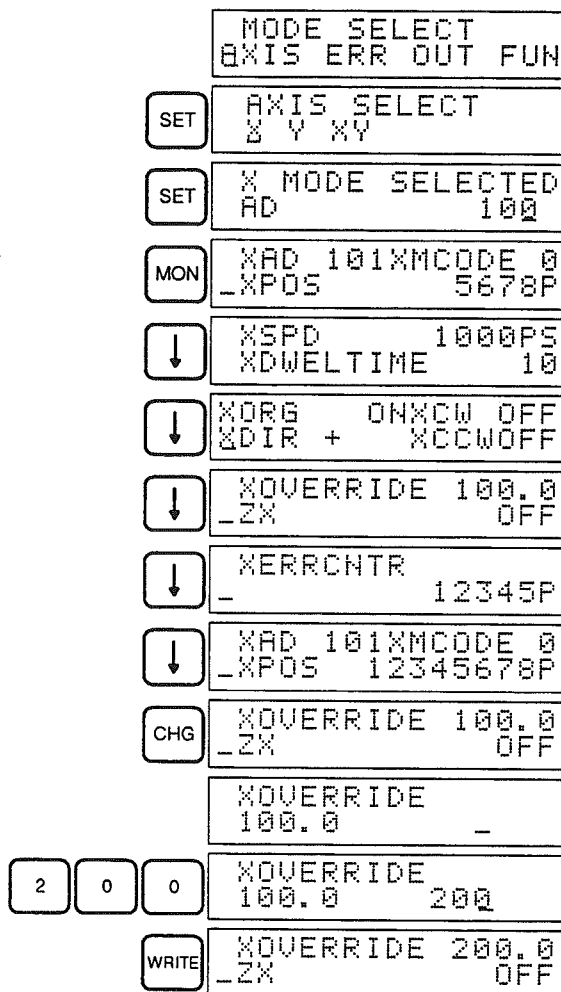 MODE SELECT
AXIS ERR OUT FUN
SET
AXIS SELECT
X Y XY
SET
X MODE SELECTED
AD 100
MON
XAD 101XMCODE 0
_XPOS 5678P
↓
XSPD 1000PS
XDWELTIME 10
↓
XORG ONXCW OFF
XDIR + XCCWOFF
↓
XOVERRIDE 100.0
_ZX OFF
↓
XERRCNTR
_ 12345P
↓
XAD 101XMCODE 0
_XPOS 12345678P
CHG
XOVERRIDE 100.0
_ZX OFF
XOVERRIDE
100.0 _
2 0 0
XOVERRIDE
100.0 200
WRITE
XOVERRIDE 200.0
_ZX OFF